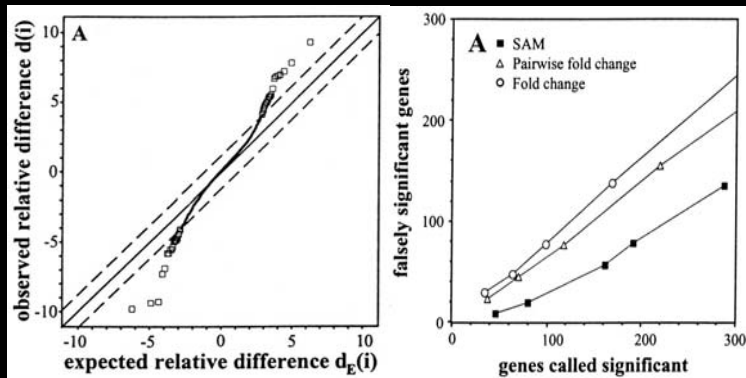 A
observed relative difference d(i)
10
5
0
-5
-10
-10
-5
0
5
10
expected relative difference dE(i)
A
SAM
Pairwise fold change
Fold change
falsely significant genes
300
200
100
0
0
100
200
300
genes called significant